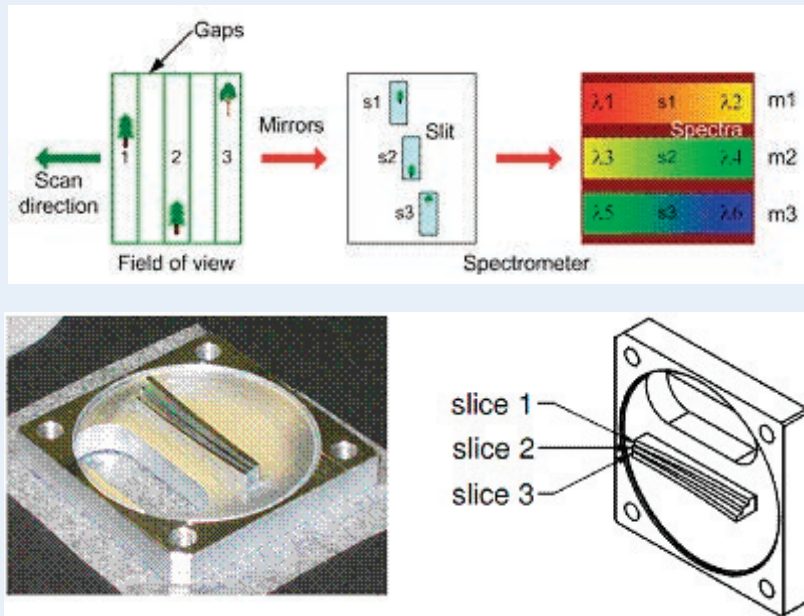 Gaps
1
2
3
Scan
direction
Field of view
Mirrors
s1
s2
s3
Slit
Spectrometer
λ1 s1 λ2 m1
Spectra
λ3 s2 λ4 m2
λ5 s3 λ6 m3
slice 1
slice 2
slice 3